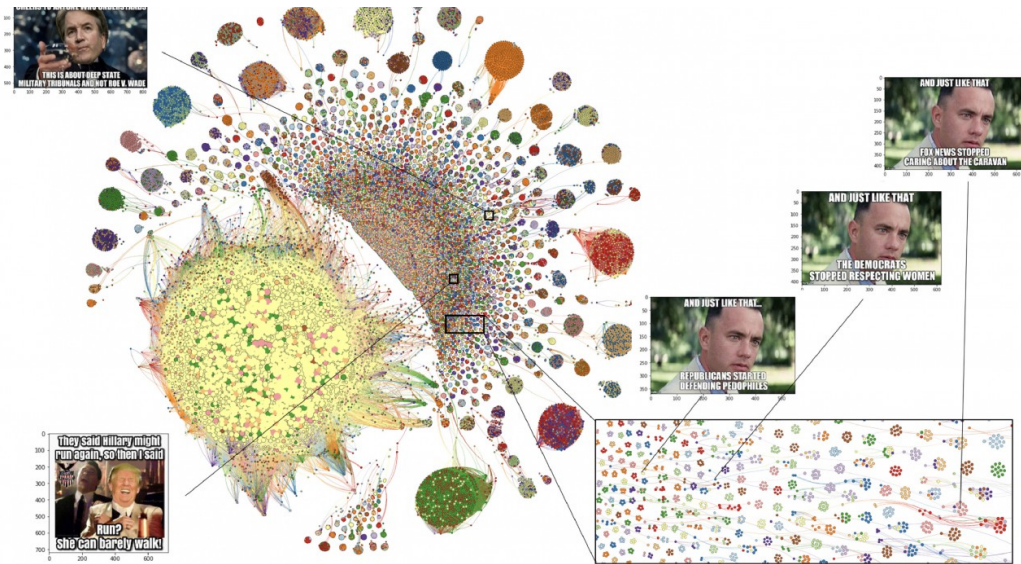 THIS IS ABOUT DEEP STATE
MILITARY TRIBUNALS AND NOT ROE V. WADE
AND JUST LIKE THAT
FOX NEWS STOPPED
CARING ABOUT THE CARAVAN
AND JUST LIKE THAT
THE DEMOCRATS
STOPPED RESPECTING WOMEN
AND JUST LIKE THAT...
REPUBLICANS STARTED
DEFENDING PEDOPHILES
They said Hillary might
run again, so then I said
Run?
She can barely walk!